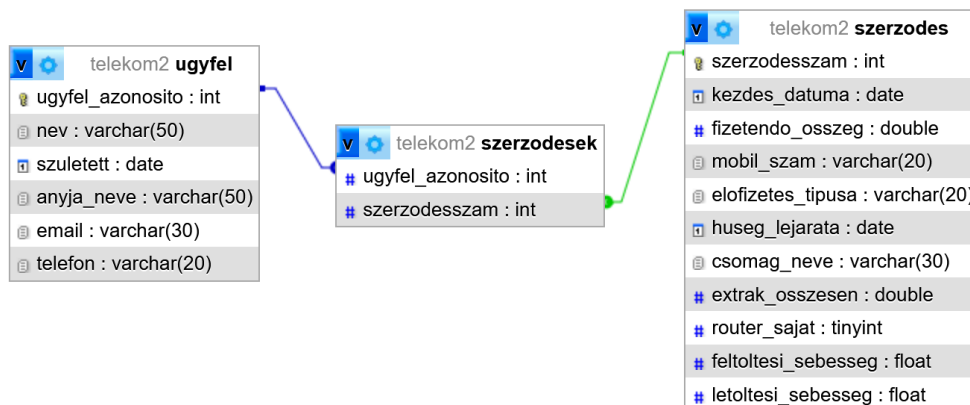 v telekom2 ugyfel
ugyfel_azonosito : int
nev : varchar(50)
szuletett : date
anyja_neve : varchar(50)
email : varchar(30)
telefon : varchar(20)
v telekom2 szerzodesek
ugyfel_azonosito : int
szerzodesszam : int
v telekom2 szerzodes
szerzodesszam : int
kezdes_datuma : date
fizetendo_osszeg : double
mobil_szam : varchar(20)
elofizetes_tipusa : varchar(20)
huseg_lejarata : date
csomag_neve : varchar(30)
extrak_osszesen : double
router_sajat : tinyint
feltoltesi_sebesseg : float
letoltesi_sebesseg : float